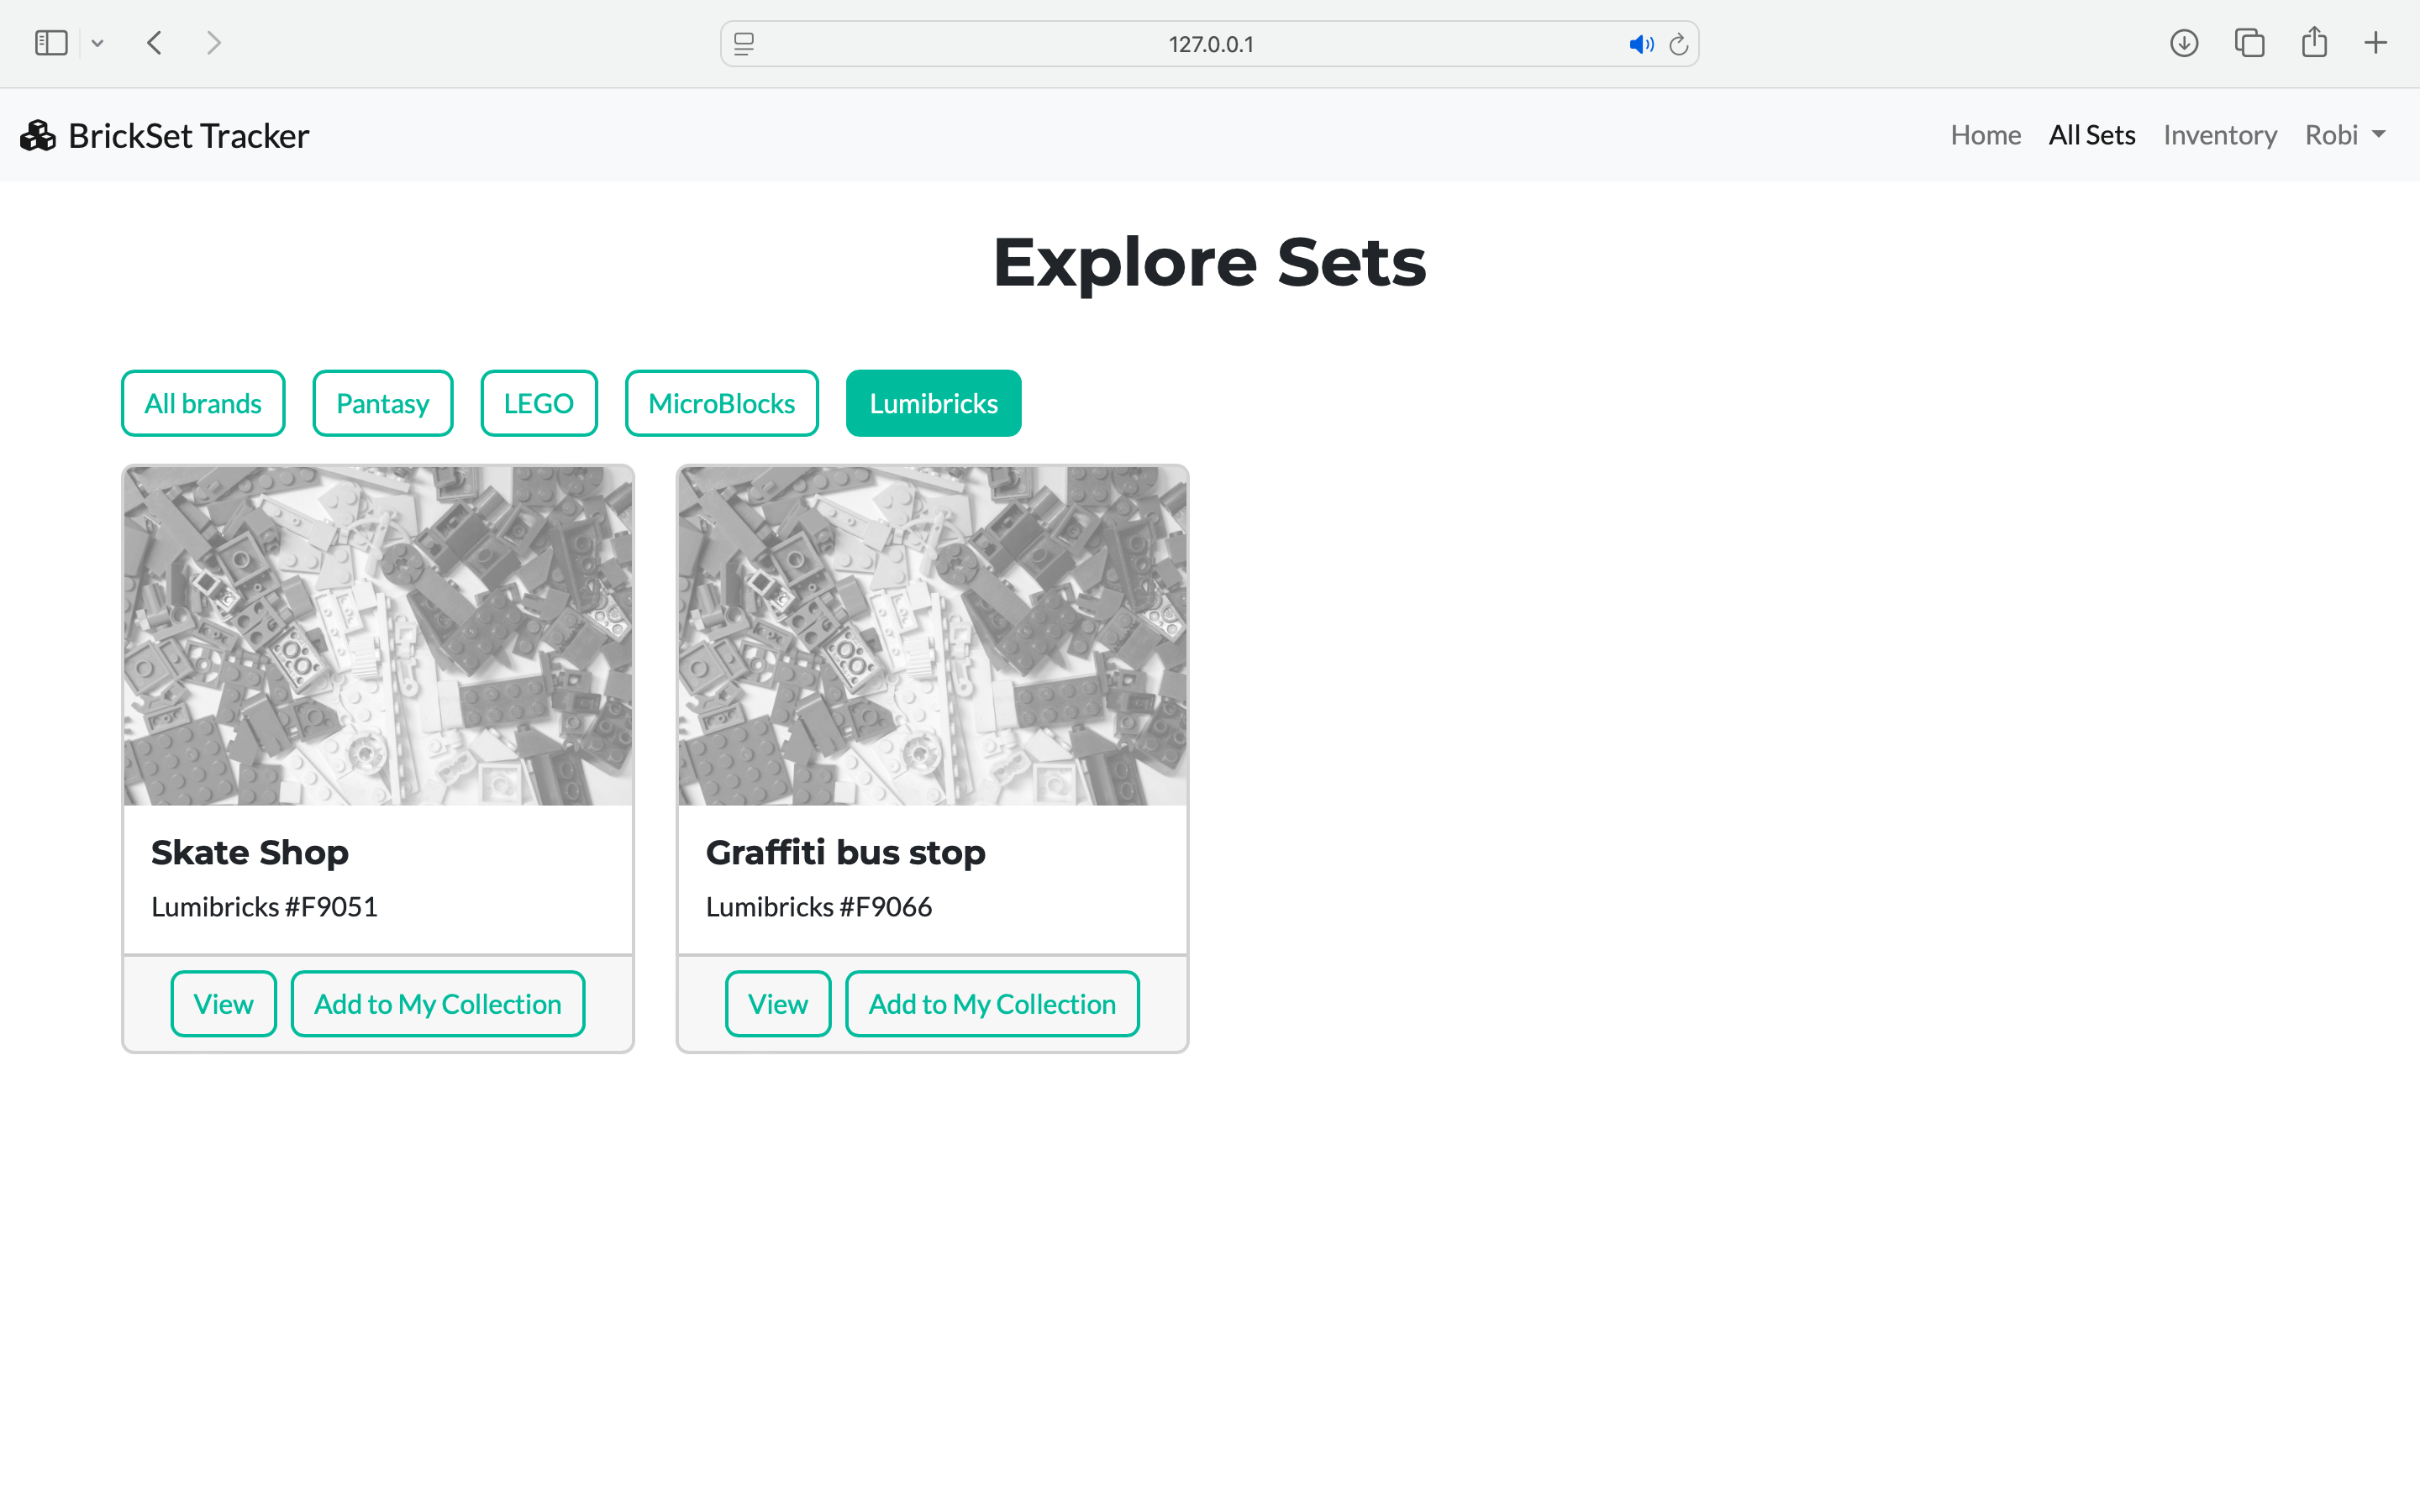 127.0.0.1
BrickSet Tracker
Home All Sets Inventory Robi
Explore Sets
All brands Pantasy LEGO MicroBlocks Lumibricks
Skate Shop
Lumibricks #F9051
View Add to My Collection
Graffiti bus stop
Lumibricks #F9066
View Add to My Collection